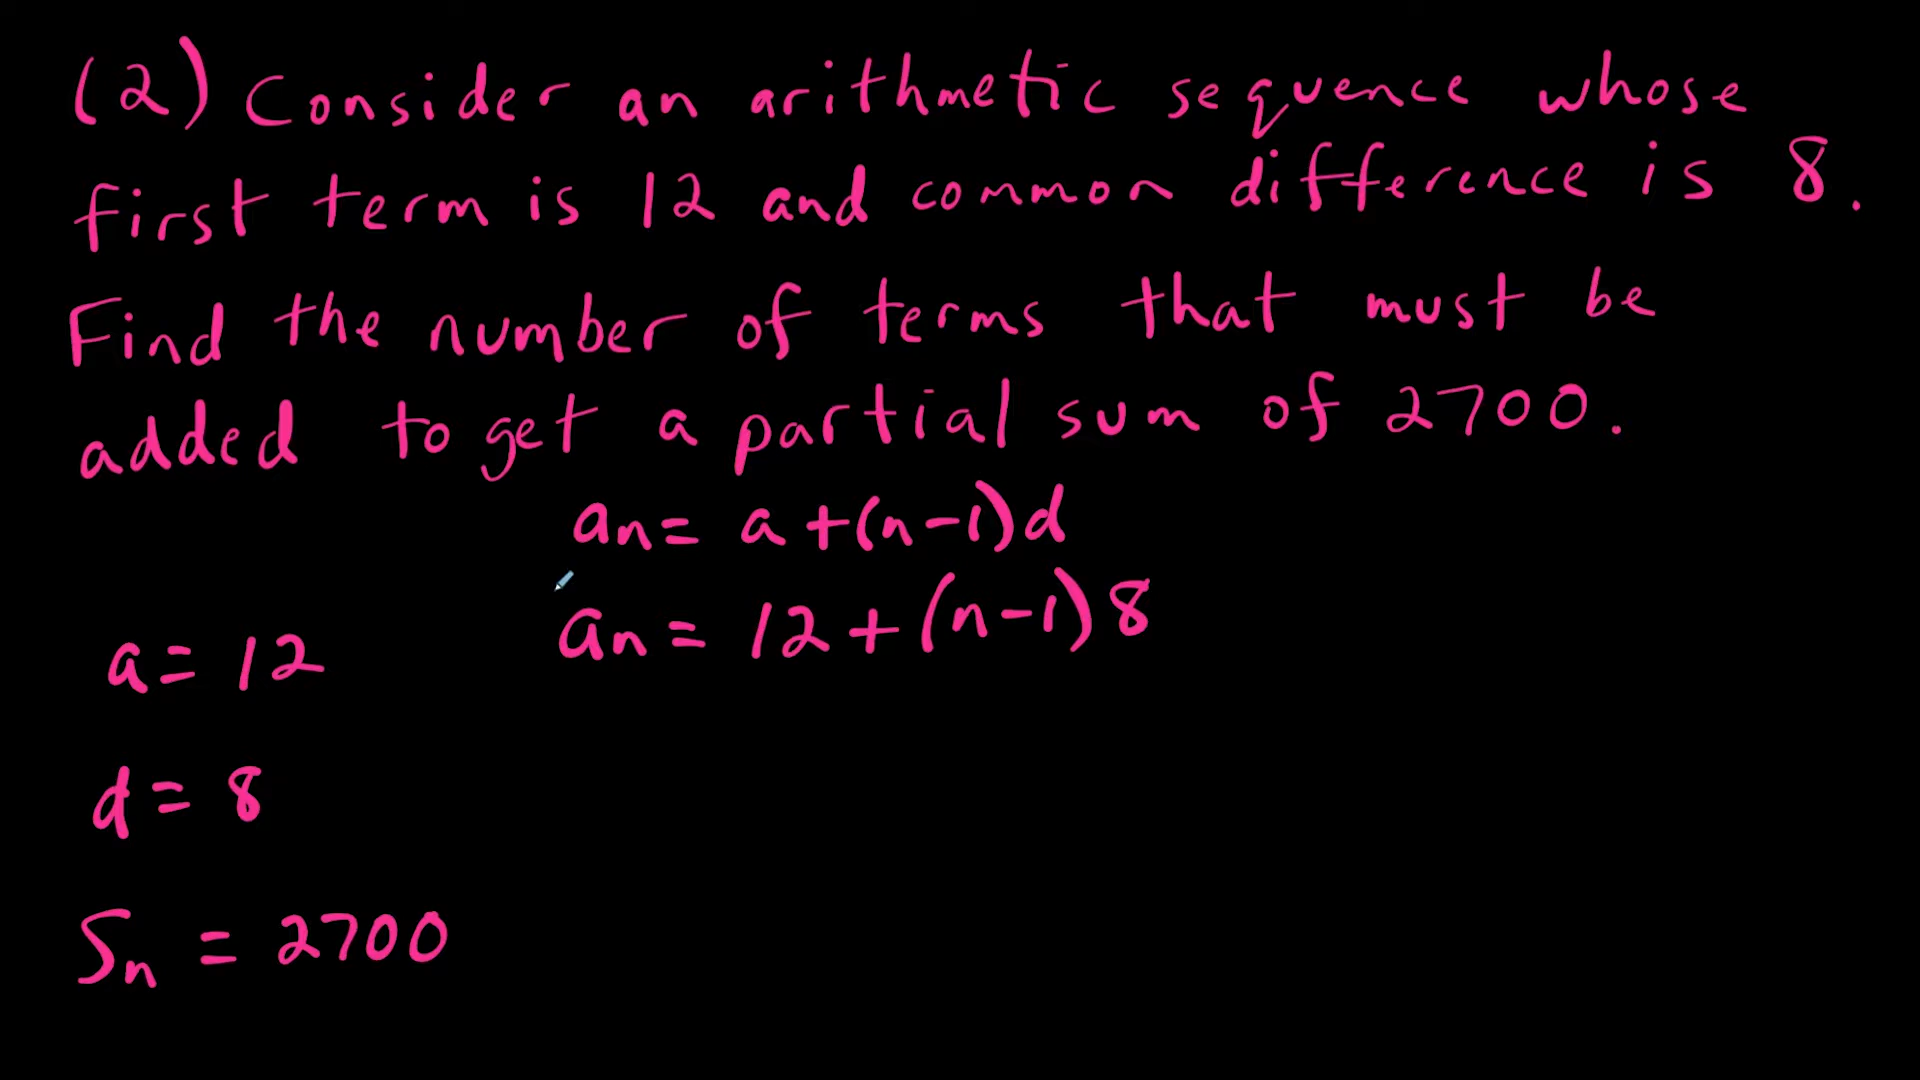 (2) Consider an arithmetic sequence whose
first term is 12 and common difference is 8.
Find the number of terms that must be
added to get a partial sum of 2700.
an = a + (n-1)d
an = 12 + (n-1)8
a = 12
d = 8
Sn = 2700